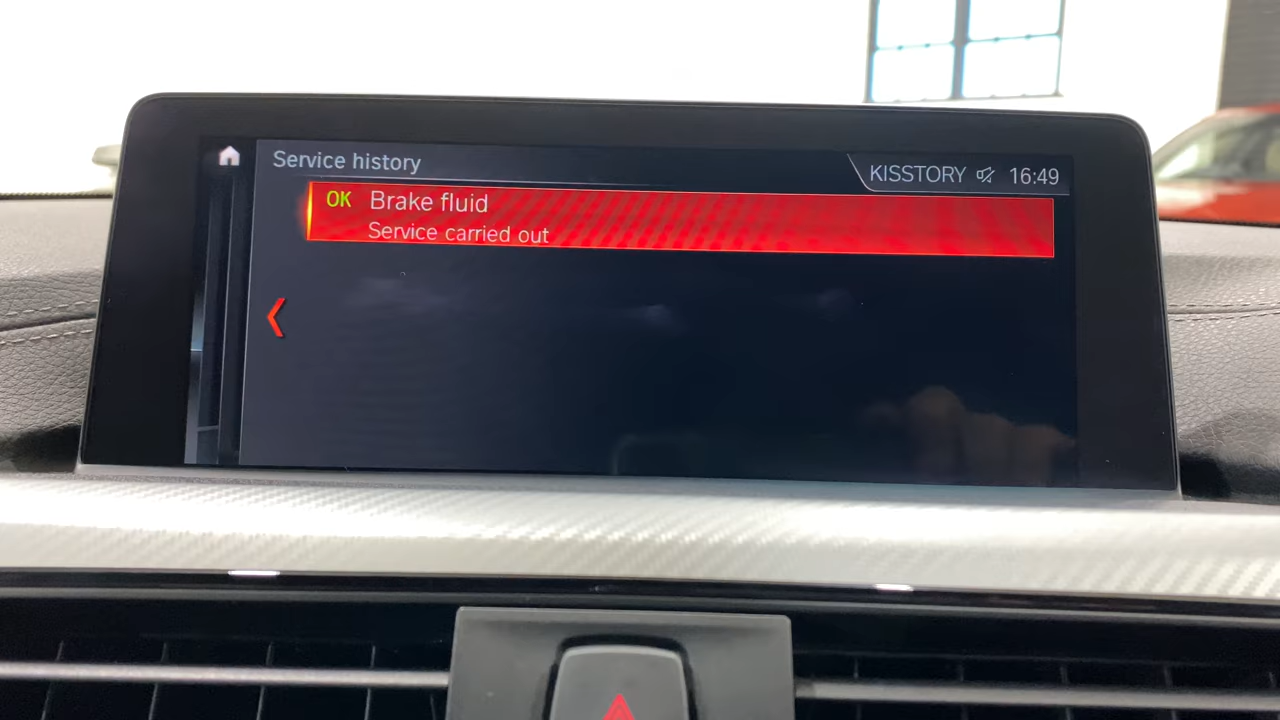 Service history
KISSTORY 16:49
OK Brake fluid
Service carried out